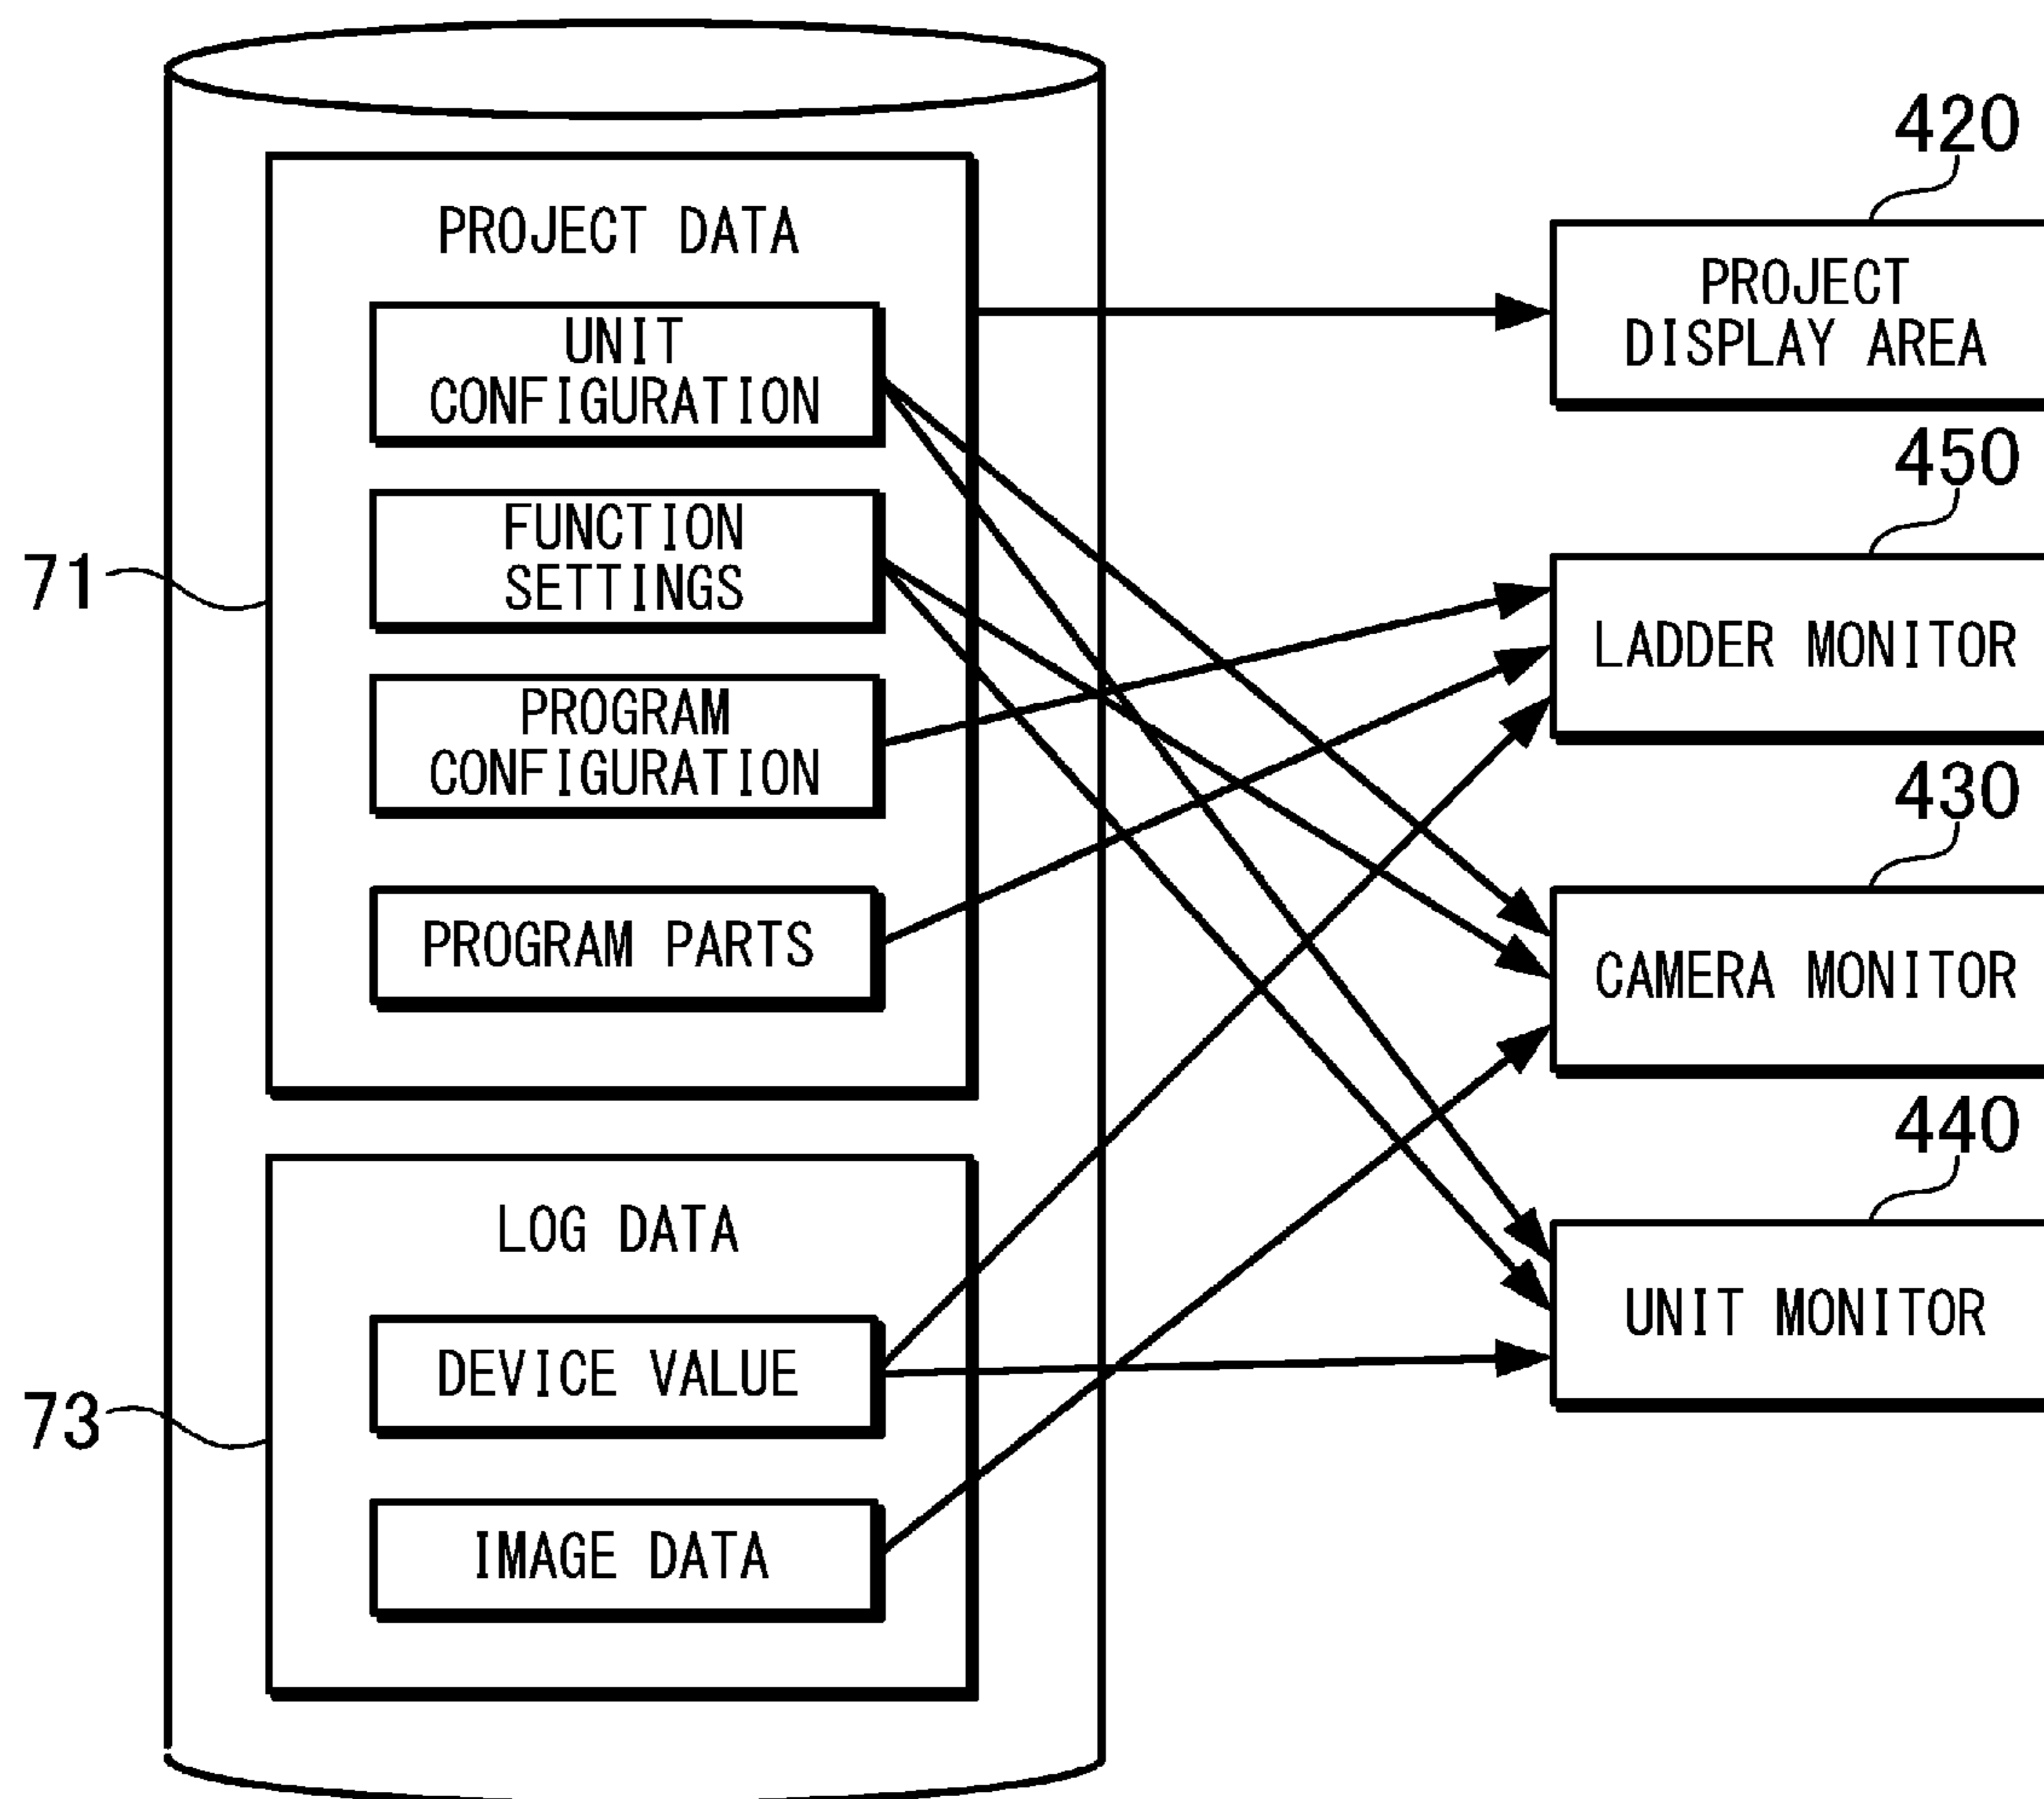 PROJECT DATA
UNIT
CONFIGURATION
FUNCTION
SETTINGS
PROGRAM
CONFIGURATION
PROGRAM PARTS
71
LOG DATA
DEVICE VALUE
IMAGE DATA
73
420
PROJECT
DISPLAY AREA
450
LADDER MONITOR
430
CAMERA MONITOR
440
UNIT MONITOR